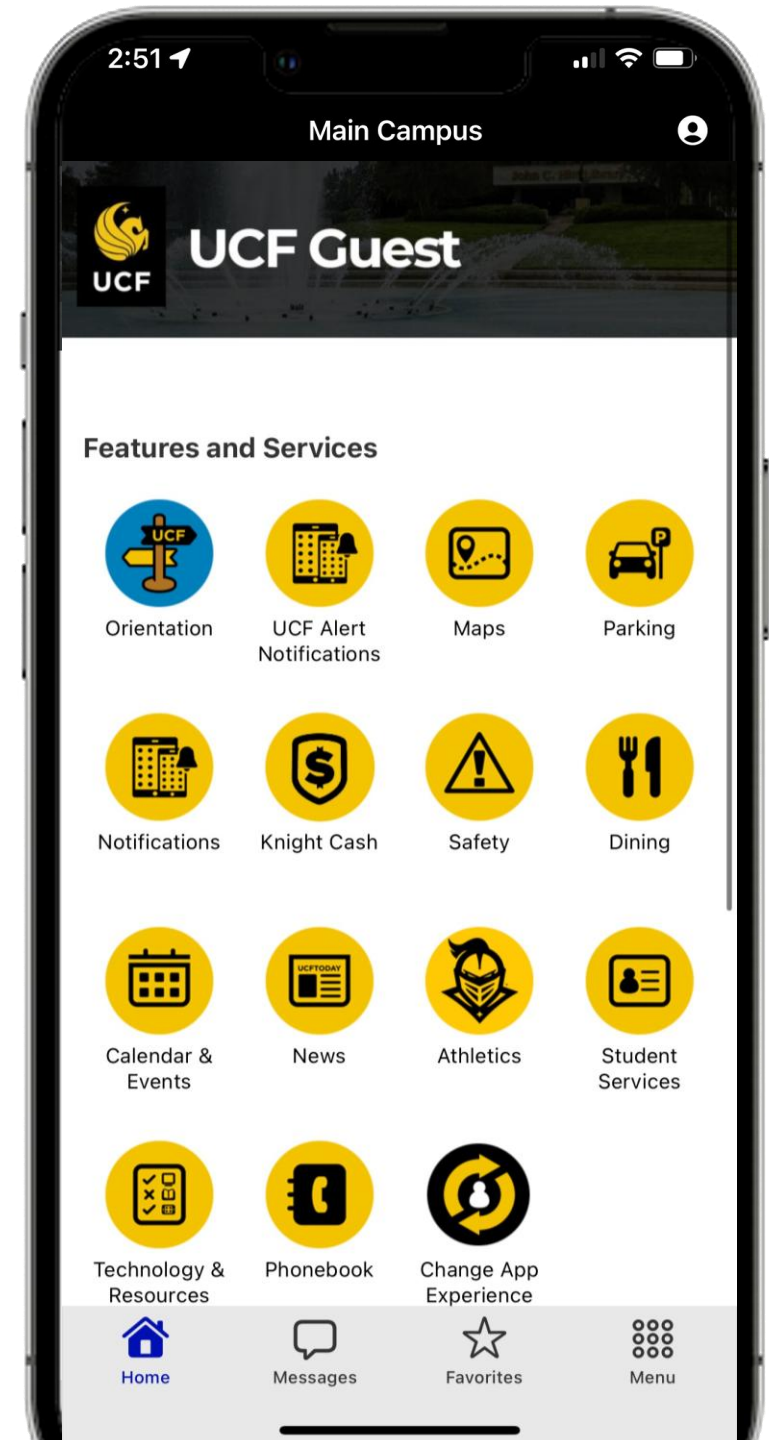 2:51
Main Campus
UCF
UCF Guest
Features and Services
UCF
Orientation
UCF Alert
Notifications
Maps
P
Parking
Notifications
$
Knight Cash
Safety
Dining
Calendar &
Events
UCFTODAY
News
Athletics
Student
Services
Technology &
Resources
Phonebook
Change App
Experience
Home
Messages
Favorites
Menu